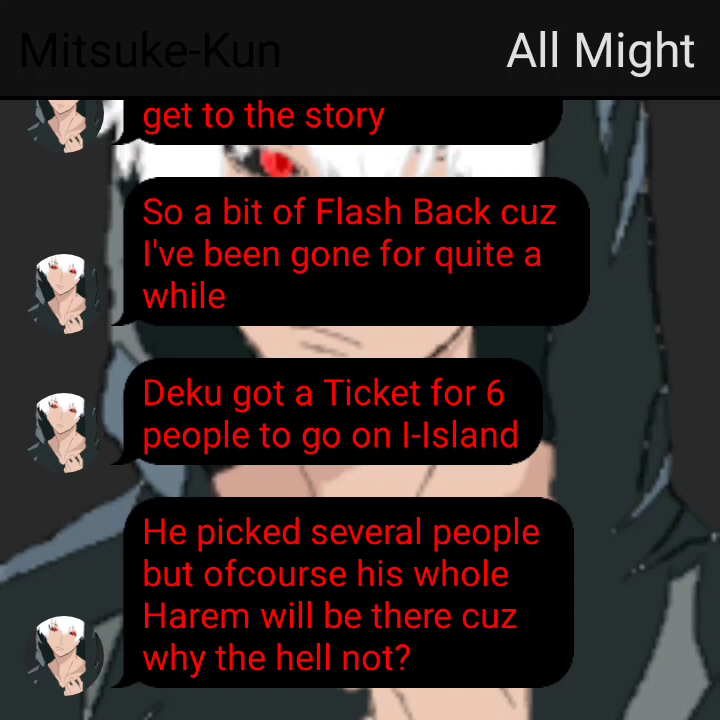 Mitsuke-Kun
All Might
get to the story
So a bit of Flash Back cuz
I've been gone for quite a
while
Deku got a Ticket for 6
people to go on I-Island
He picked several people
but ofcourse his whole
Harem will be there cuz
why the hell not?